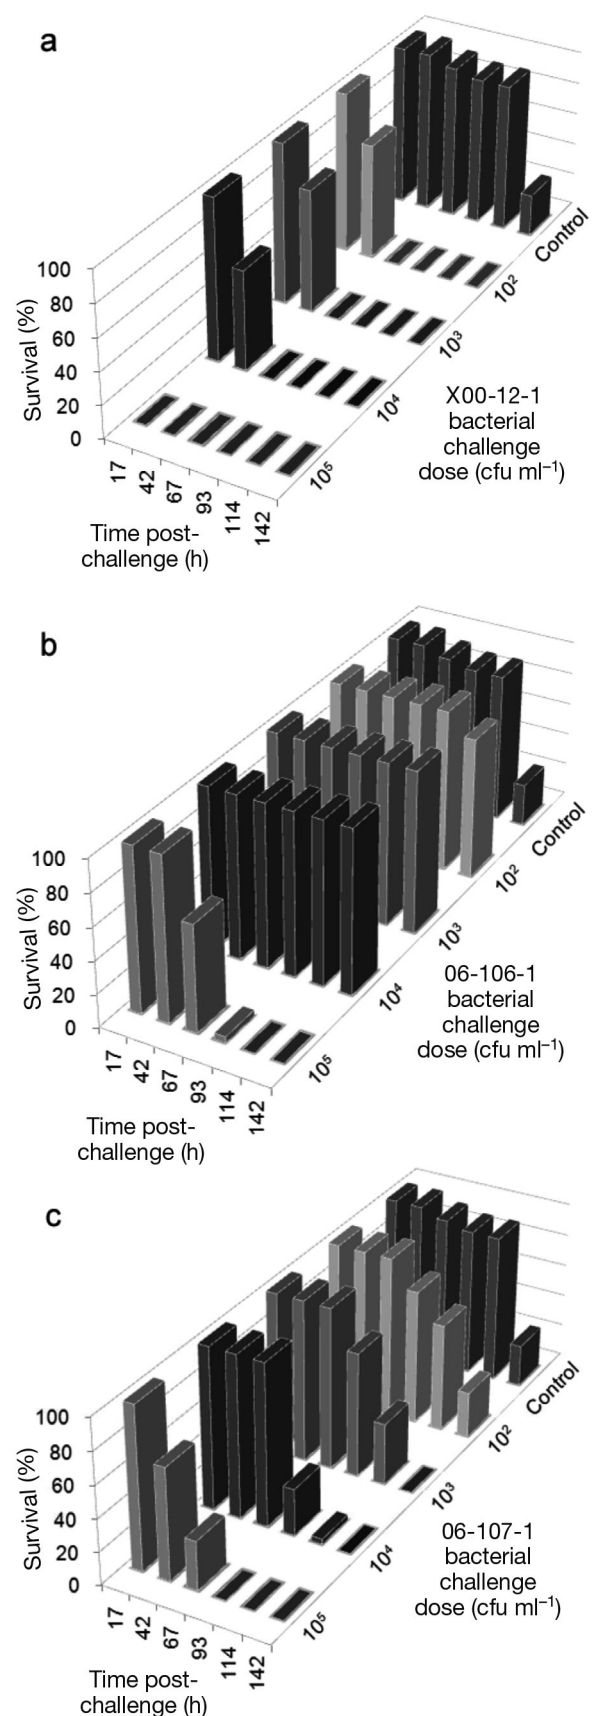 a
100
80
60
40
20
0
Survival (%)
17
42
67
93
114
142
Time post-
challenge (h)
10⁵
10⁴
10³
10²
Control
X00-12-1
bacterial
challenge
dose (cfu ml⁻¹)
b
100
80
60
40
20
0
Survival (%)
17
42
67
93
114
142
Time post-
challenge (h)
10⁵
10⁴
10³
10²
Control
06-106-1
bacterial
challenge
dose (cfu ml⁻¹)
c
100
80
60
40
20
0
Survival (%)
17
42
67
93
114
142
Time post-
challenge (h)
10⁵
10⁴
10³
10²
Control
06-107-1
bacterial
challenge
dose (cfu ml⁻¹)